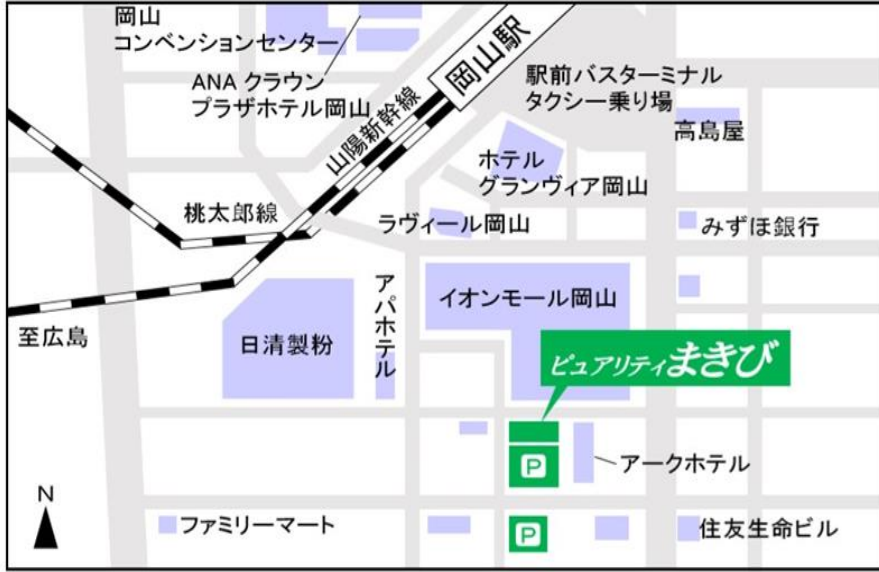 岡山
コンベンションセンター
ANA クラウン
プラザホテル岡山
山陽新幹線
岡山駅
駅前バスターミナル
タクシー乗り場
高島屋
ホテル
グランヴィア岡山
桃太郎線
ラヴィール岡山
みずほ銀行
至広島
日清製粉
アパホテル
イオンモール岡山
ピュアリティまきび
P
アークホテル
N
ファミリーマート
P
住友生命ビル